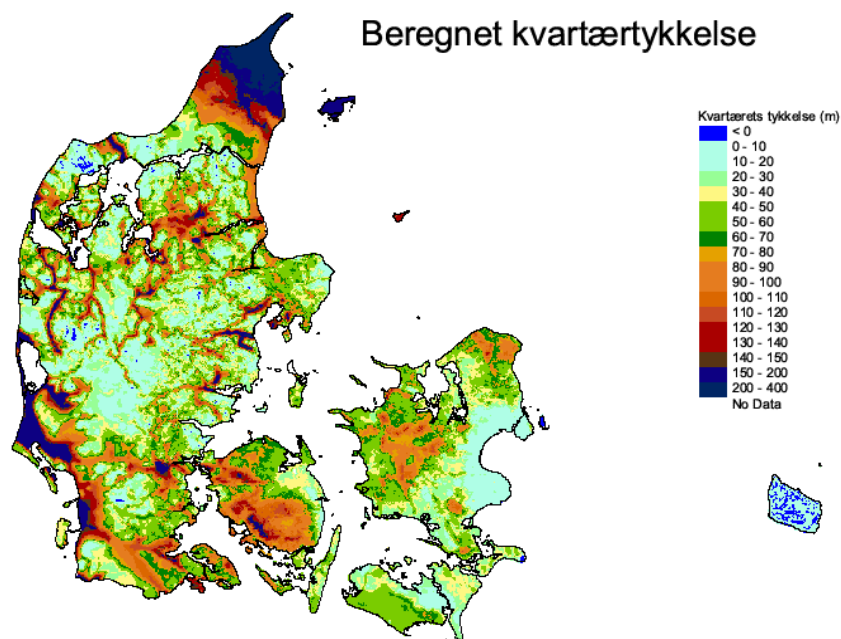 Beregnet kvartærtykkelse
Kvartærets tykkelse (m)
< 0
0 - 10
10 - 20
20 - 30
30 - 40
40 - 50
50 - 60
60 - 70
70 - 80
80 - 90
90 - 100
100 - 110
110 - 120
120 - 130
130 - 140
140 - 150
150 - 200
200 - 400
No Data